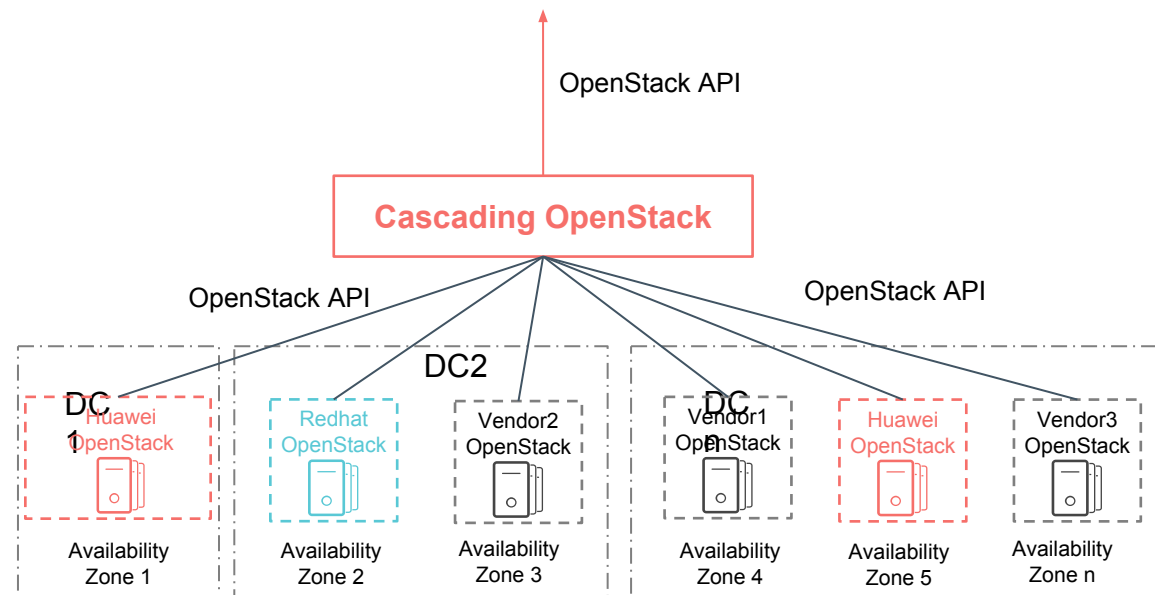 OpenStack API
Cascading OpenStack
OpenStack API
OpenStack API
DC
1
Huawei
OpenStack
Availability
Zone 1
DC2
Redhat
OpenStack
Availability
Zone 2
Vendor2
OpenStack
Availability
Zone 3
DC
n
Vendor1
OpenStack
Availability
Zone 4
Huawei
OpenStack
Availability
Zone 5
Vendor3
OpenStack
Availability
Zone n